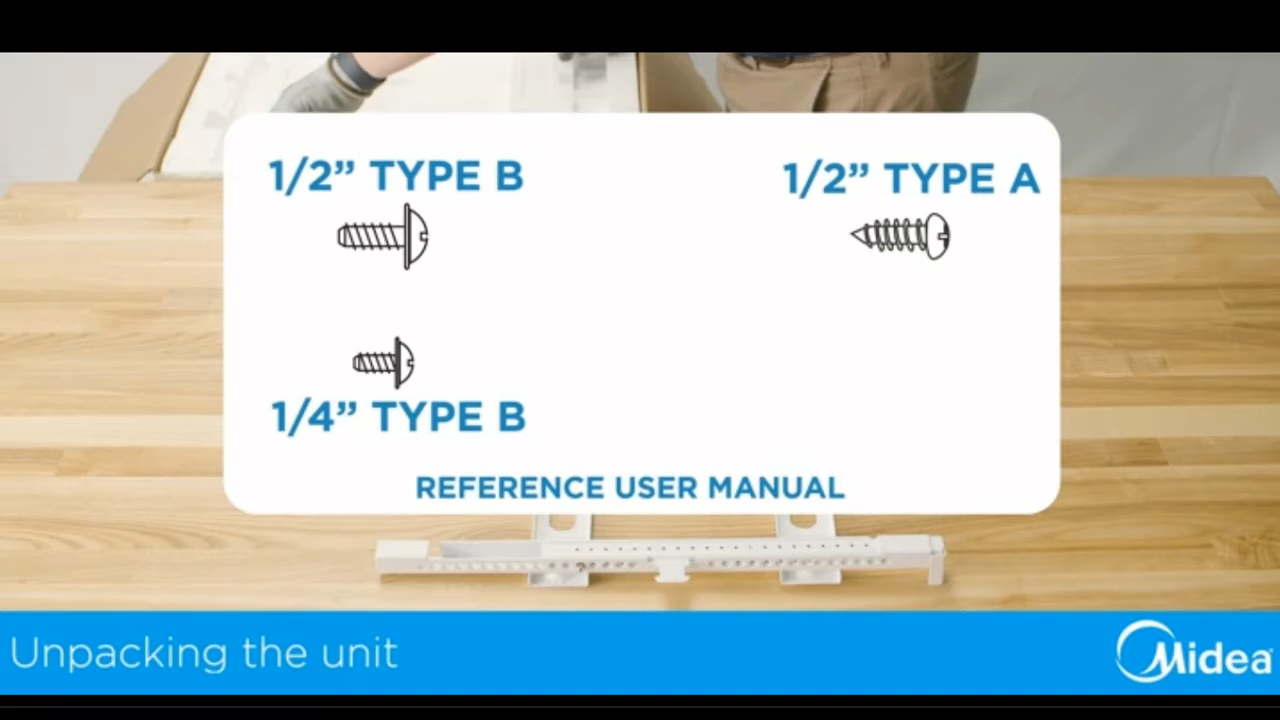 1/2” TYPE B
1/2” TYPE A
1/4” TYPE B
REFERENCE USER MANUAL
Unpacking the unit
Midea